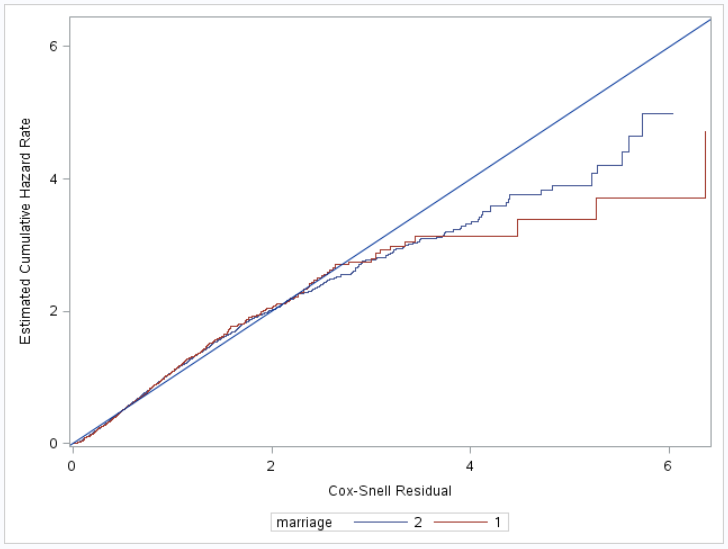 6
4
2
0
Estimated Cumulative Hazard Rate
0 2 4 6
Cox-Snell Residual
marriage 2 1